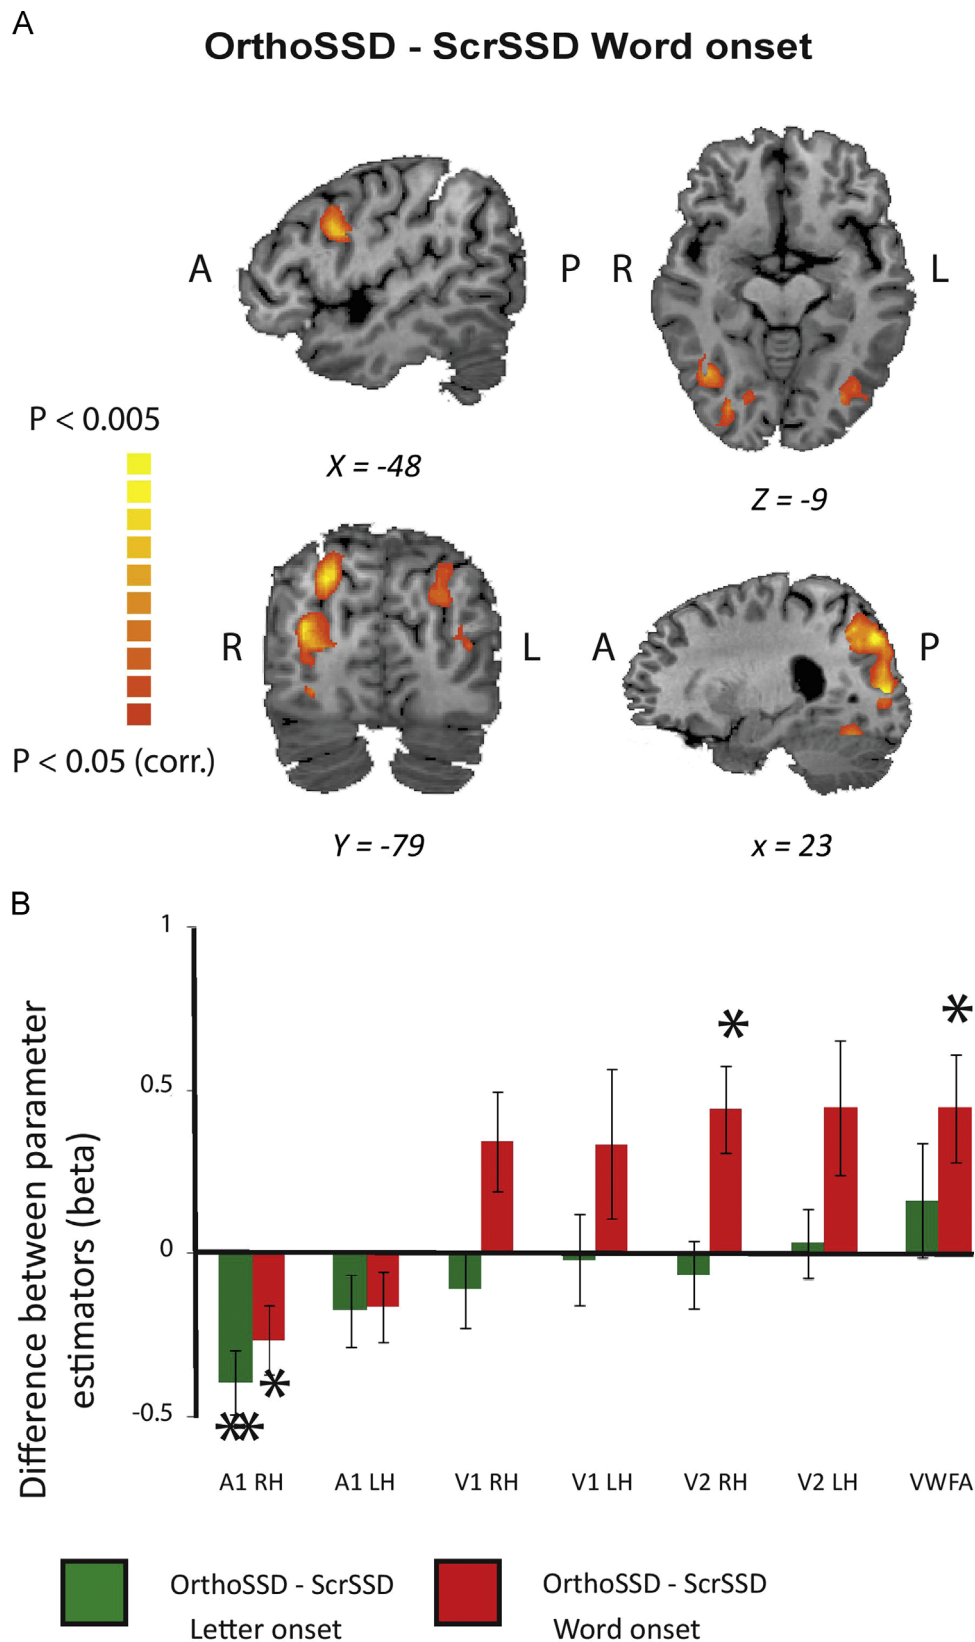 A
OrthoSSD - ScrSSD Word onset
A
P
R
L
P < 0.005
X = -48
Z = -9
R
L
A
P
P < 0.05 (corr.)
Y = -79
x = 23
B
1
0.5
0
-0.5
Difference between parameter
estimators (beta)
*
*
*
**
A1 RH
A1 LH
V1 RH
V1 LH
V2 RH
V2 LH
VWFA
OrthoSSD - ScrSSD
Letter onset
OrthoSSD - ScrSSD
Word onset